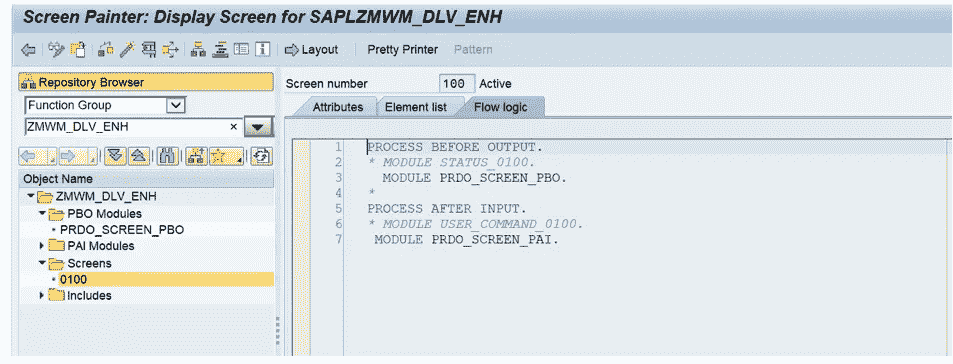 Screen Painter: Display Screen for SAPLZMWM_DLV_ENH
Layout Pretty Printer Pattern
Repository Browser
Function Group
ZMWM_DLV_ENH
Object Name
ZMWM_DLV_ENH
PBO Modules
PRDO_SCREEN_PBO
PAI Modules
Screens
0100
Includes
Screen number 100 Active
Attributes Element list Flow logic
1 PROCESS BEFORE OUTPUT.
2 * MODULE STATUS_0100.
3 MODULE PRDO_SCREEN_PBO.
4 *
5 PROCESS AFTER INPUT.
6 * MODULE USER_COMMAND_0100.
7 MODULE PRDO_SCREEN_PAI.